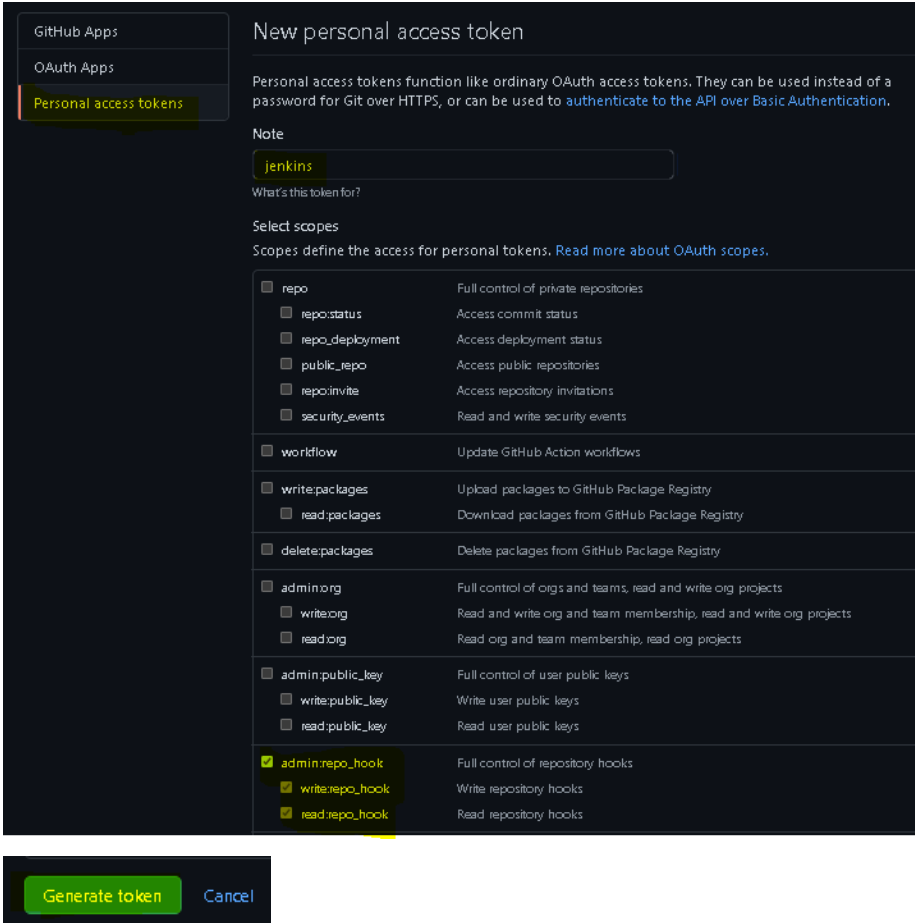 GitHub Apps
OAuth Apps
Personal access tokens
New personal access token
Personal access tokens function like ordinary OAuth access tokens. They can be used instead of a
password for Git over HTTPS, or can be used to authenticate to the API over Basic Authentication.
Note
jenkins
What's this token for?
Select scopes
Scopes define the access for personal tokens. Read more about OAuth scopes.
repo Full control of private repositories
repo:status Access commit status
repo_deployment Access deployment status
public_repo Access public repositories
repo:invite Access repository invitations
security_events Read and write security events
workflow Update GitHub Action workflows
write:packages Upload packages to GitHub Package Registry
read:packages Download packages from GitHub Package Registry
delete:packages Delete packages from GitHub Package Registry
admin:org Full control of orgs and teams, read and write org projects
write:org Read and write org and team membership, read and write org projects
read:org Read org and team membership, read org projects
admin:public_key Full control of user public keys
write:public_key Write user public keys
read:public_key Read user public keys
admin:repo_hook Full control of repository hooks
write:repo_hook Write repository hooks
read:repo_hook Read repository hooks
Generate token Cancel